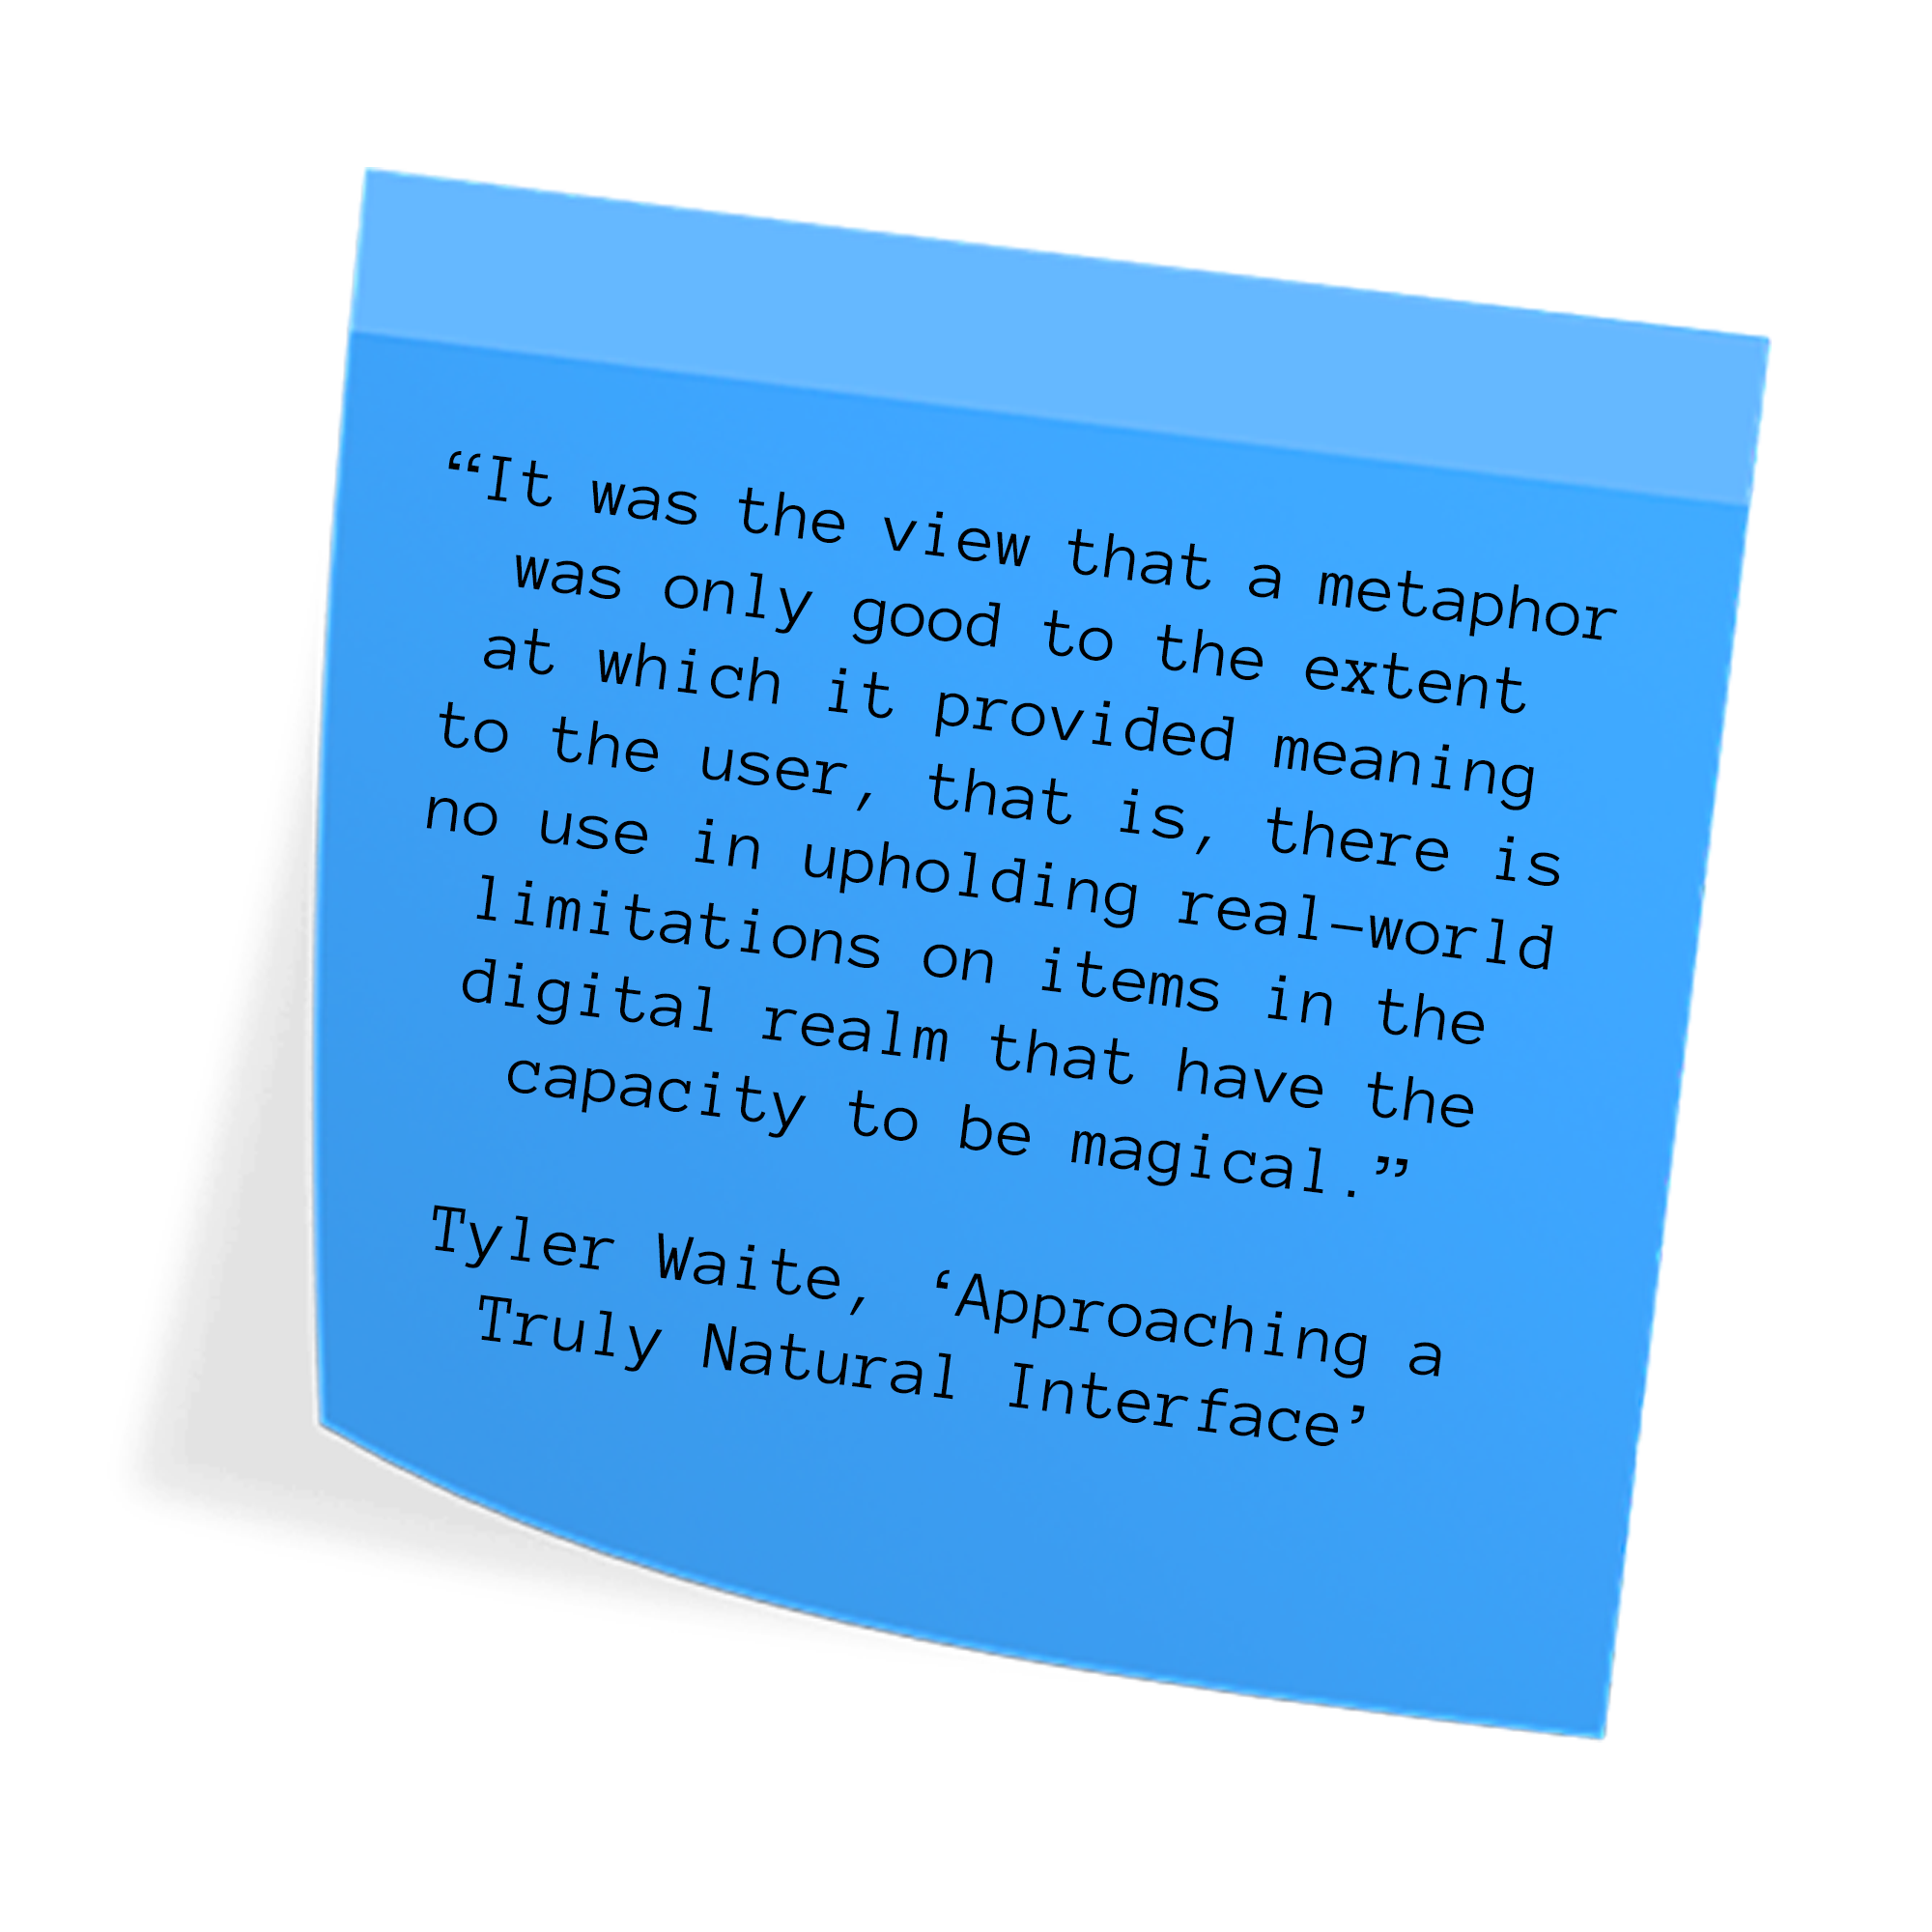 “It was the view that a metaphor
was only good to the extent
at which it provided meaning
to the user, that is, there is
no use in upholding real-world
limitations on items in the
digital realm that have the
capacity to be magical.”
Tyler Waite, ‘Approaching a
Truly Natural Interface’